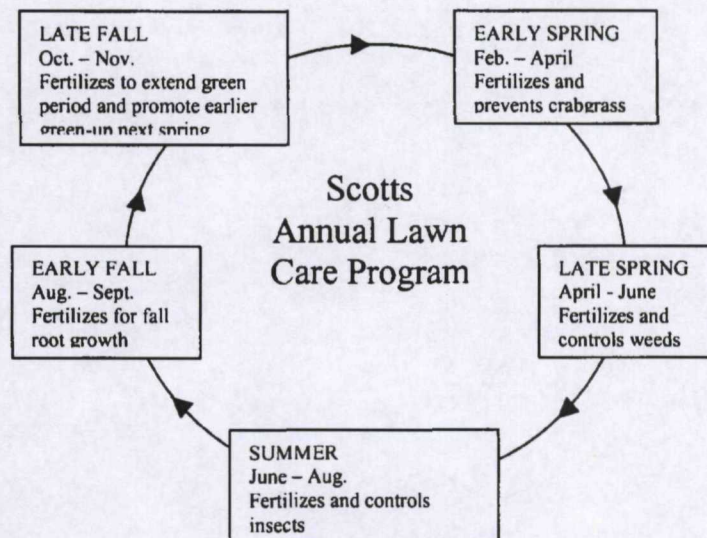 LATE FALL
Oct. – Nov.
Fertilizes to extend green
period and promote earlier
green-up next spring
EARLY SPRING
Feb. – April
Fertilizes and
prevents crabgrass
Scotts
Annual Lawn
Care Program
EARLY FALL
Aug. – Sept.
Fertilizes for fall
root growth
LATE SPRING
April - June
Fertilizes and
controls weeds
SUMMER
June – Aug.
Fertilizes and controls
insects